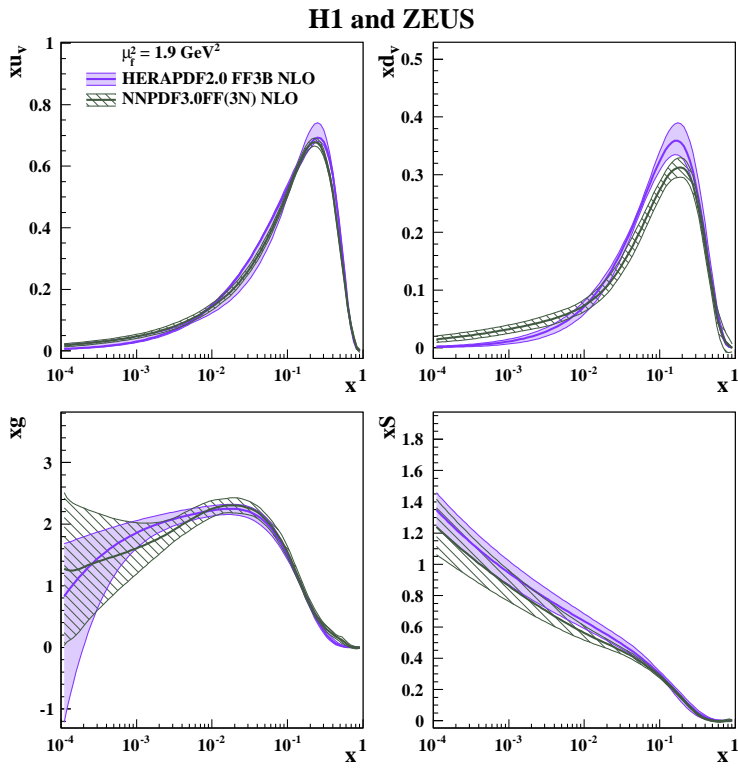 H1 and ZEUS
xu_v
1
0.8
0.6
0.4
0.2
0
μ_f^2 = 1.9 GeV^2
HERAPDF2.0 FF3B NLO
NNPDF3.0FF(3N) NLO
10^-4 10^-3 10^-2 10^-1 1
x
xd_v
0.4
0.3
0.2
0.1
0
10^-4 10^-3 10^-2 10^-1 1
x
xg
3
2
1
0
-1
10^-4 10^-3 10^-2 10^-1 1
x
xS
1.8
1.6
1.4
1.2
1
0.8
0.6
0.4
0.2
0
10^-4 10^-3 10^-2 10^-1 1
x